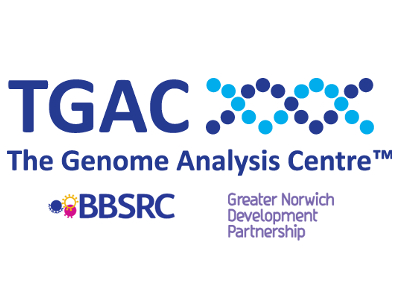 TGAC
The Genome Analysis Centre™
BBSRC
Greater Norwich
Development
Partnership